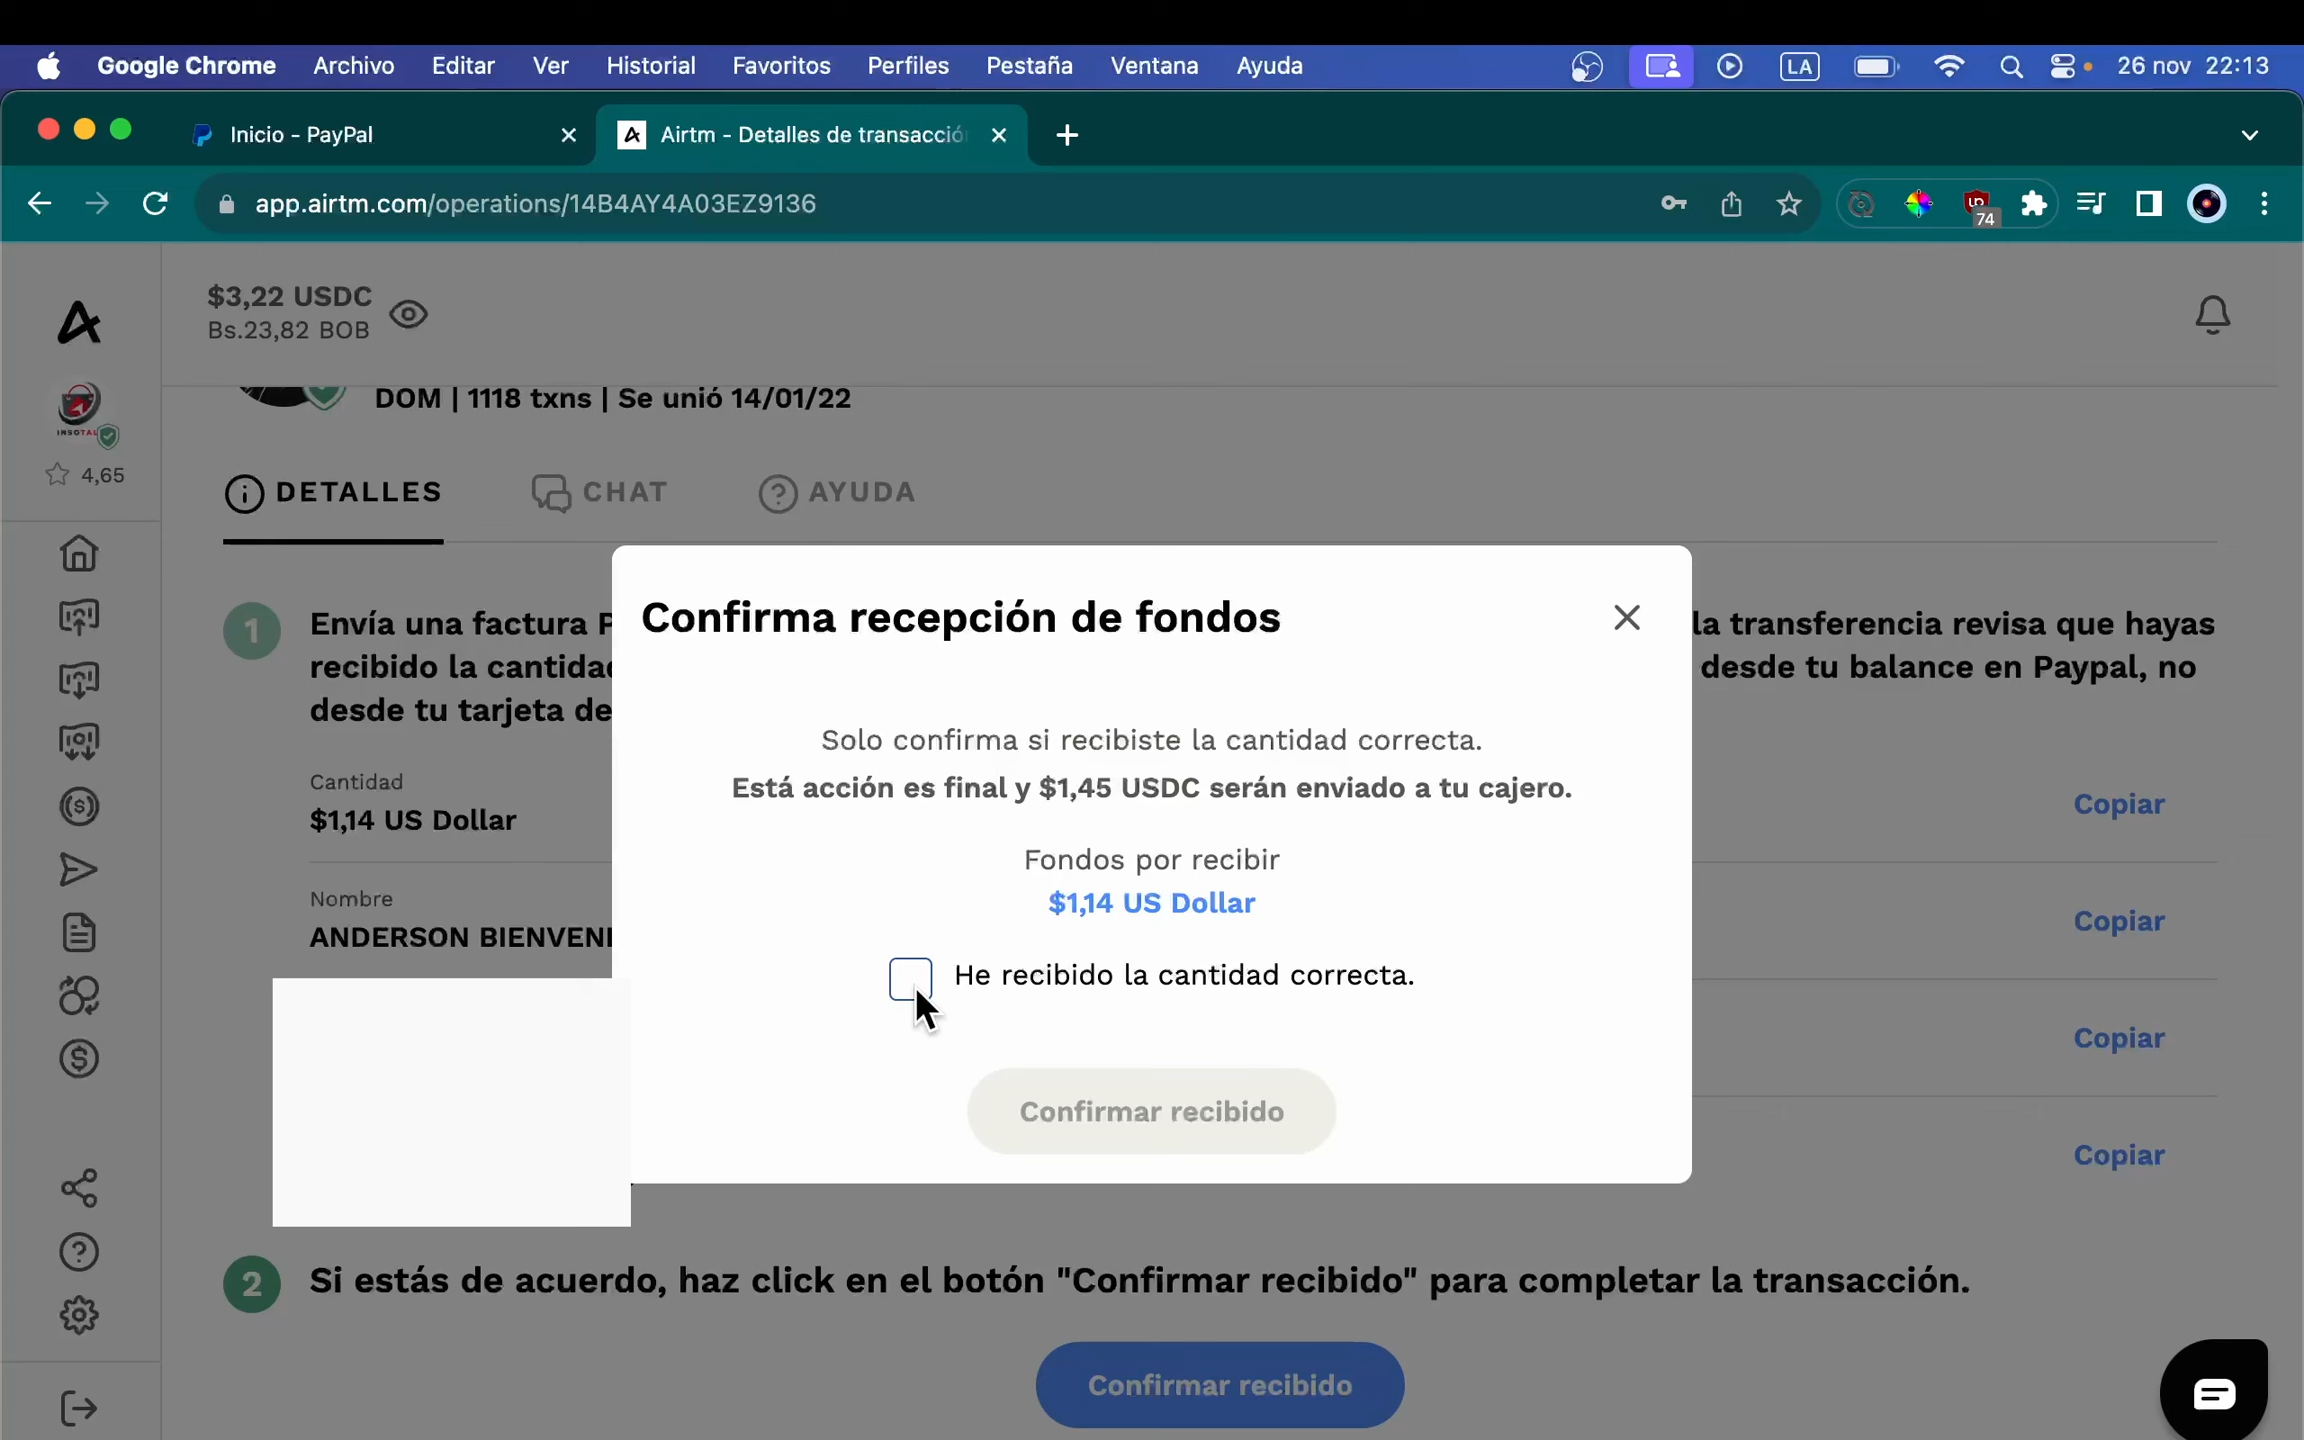 Google Chrome Archivo Editar Ver Historial Favoritos Perfiles Pestaña Ventana Ayuda LA 26 nov 22:13
Inicio - PayPal
Airtm - Detalles de transacción
app.airtm.com/operations/14B4AY4A03EZ9136
74
$3,22 USDC
Bs.23,82 BOB
DOM | 1118 txns | Se unió 14/01/22
INSOTAL
4,65
DETALLES CHAT AYUDA
Confirma recepción de fondos
Solo confirma si recibiste la cantidad correcta.
Está acción es final y $1,45 USDC serán enviado a tu cajero.
Fondos por recibir
$1,14 US Dollar
He recibido la cantidad correcta.
Confirmar recibido
1 Envía una factura P
la transferencia revisa que hayas
recibido la cantidad
desde tu balance en Paypal, no
desde tu tarjeta de
Cantidad
$1,14 US Dollar
Copiar
Nombre
ANDERSON BIENVEN
Copiar
Copiar
Copiar
2 Si estás de acuerdo, haz click en el botón "Confirmar recibido" para completar la transacción.
Confirmar recibido